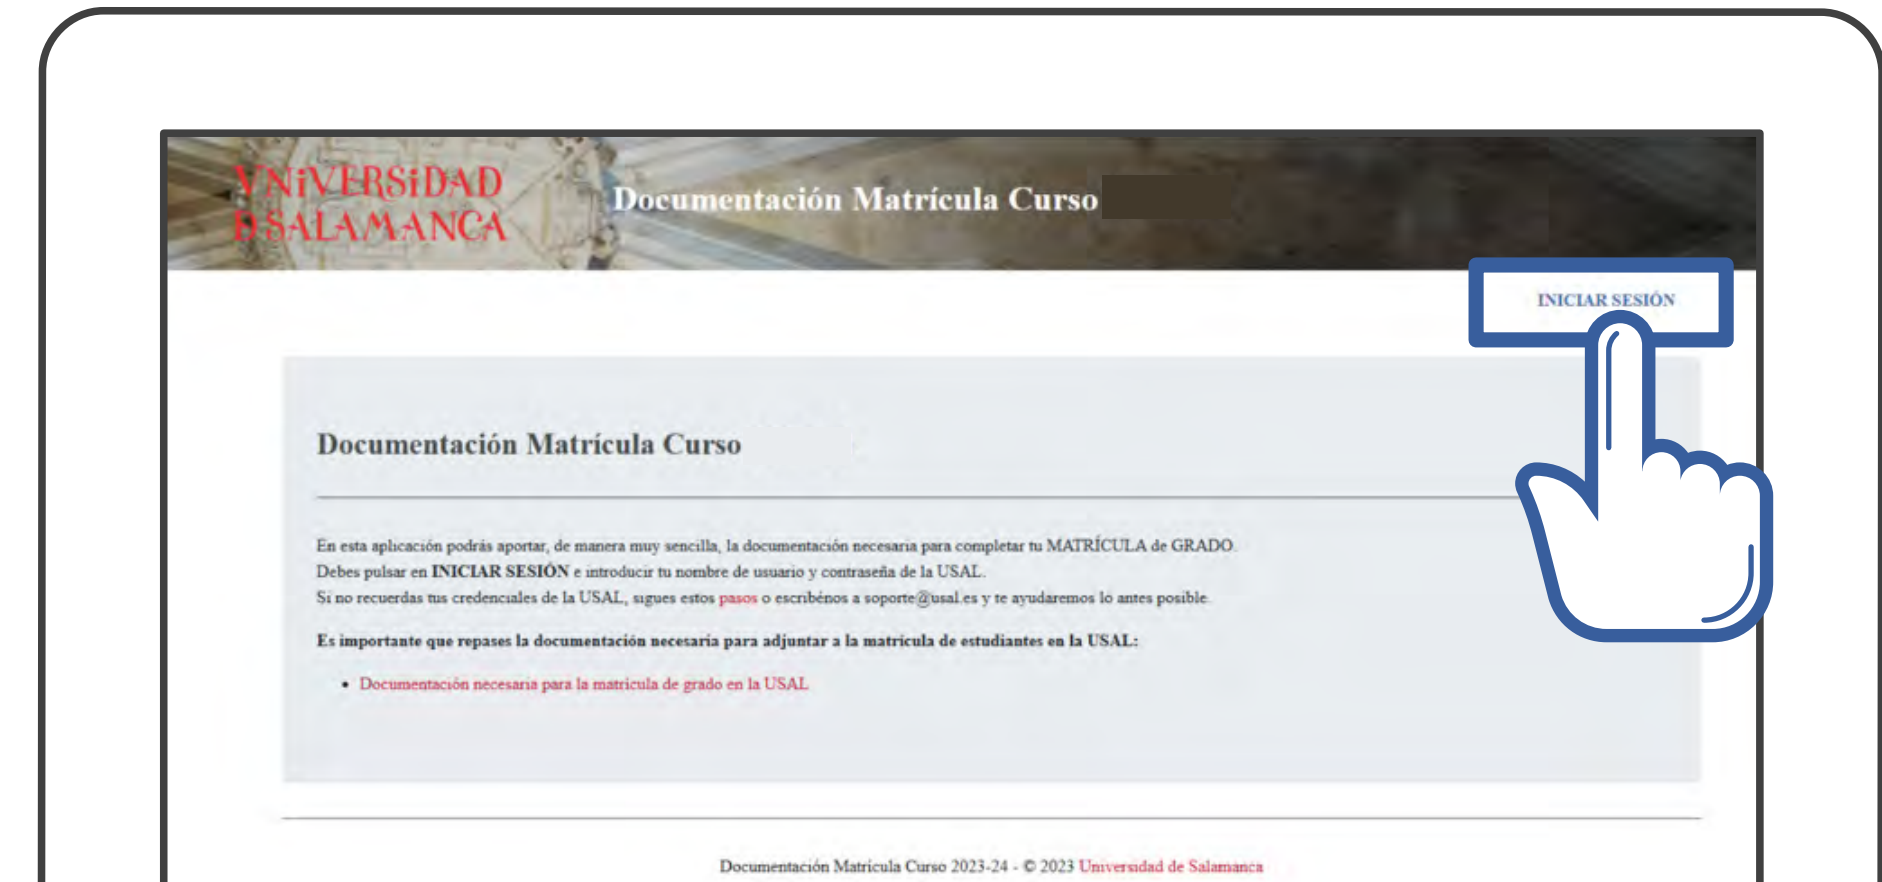 VNiVERSiDAD
Ð SALAMANCA
Documentación Matrícula Curso
INICIAR SESIÓN
Documentación Matrícula Curso
En esta aplicación podrás aportar, de manera muy sencilla, la documentación necesaria para completar tu MATRÍCULA de GRADO.
Debes pulsar en INICIAR SESIÓN e introducir tu nombre de usuario y contraseña de la USAL.
Si no recuerdas tus credenciales de la USAL, sigues estos pasos o escribénos a soporte@usal.es y te ayudaremos lo antes posible.
Es importante que repases la documentación necesaria para adjuntar a la matrícula de estudiantes en la USAL:
• Documentación necesaria para la matrícula de grado en la USAL
Documentación Matrícula Curso 2023-24 - © 2023 Universidad de Salamanca